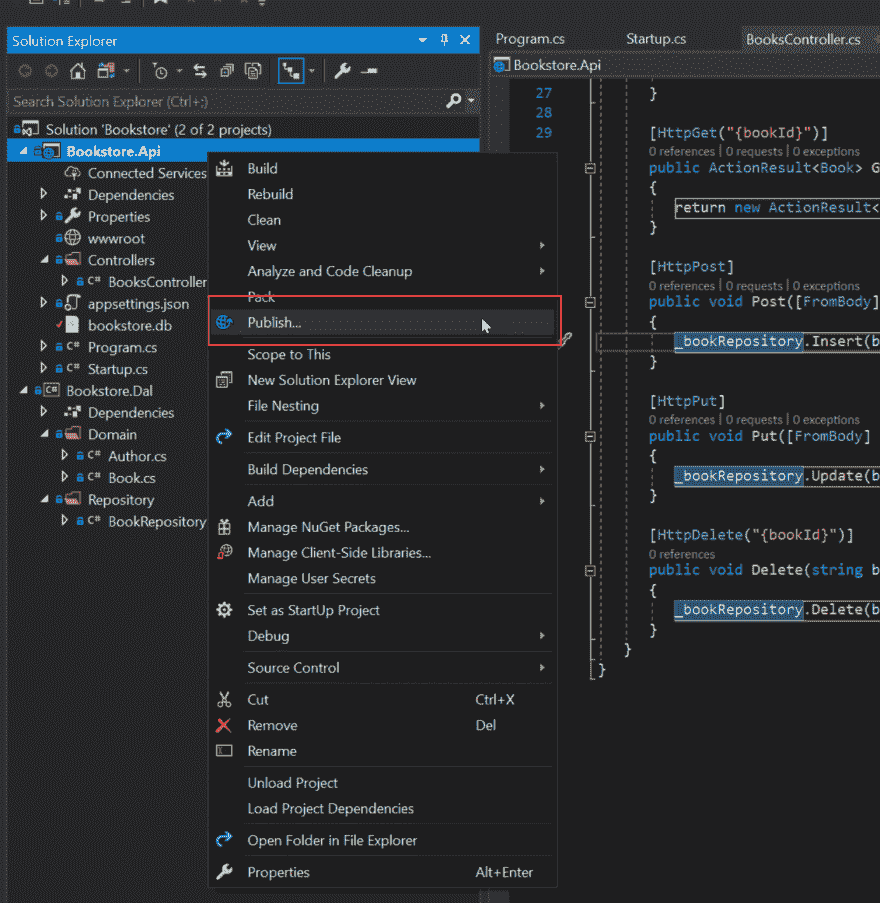 Solution Explorer
Search Solution Explorer (Ctrl+;)
Solution 'Bookstore' (2 of 2 projects)
Bookstore.Api
Connected Services
Dependencies
Properties
wwwroot
Controllers
C# BooksController
appsettings.json
bookstore.db
C# Program.cs
C# Startup.cs
C# Bookstore.Dal
Dependencies
Domain
C# Author.cs
C# Book.cs
Repository
C# BookRepository
Build
Rebuild
Clean
View
Analyze and Code Cleanup
Pack
Publish...
Scope to This
New Solution Explorer View
File Nesting
Edit Project File
Build Dependencies
Add
Manage NuGet Packages...
Manage Client-Side Libraries...
Manage User Secrets
Set as StartUp Project
Debug
Source Control
Cut Ctrl+X
Remove Del
Rename
Unload Project
Load Project Dependencies
Open Folder in File Explorer
Properties Alt+Enter
Program.cs Startup.cs BooksController.cs
Bookstore.Api
27 }
28
29 [HttpGet("{bookId}")]
0 references | 0 requests | 0 exceptions
public ActionResult<Book> G
{
return new ActionResult<
}
[HttpPost]
0 references | 0 requests | 0 exceptions
public void Post([FromBody]
{
_bookRepository.Insert(b
}
[HttpPut]
0 references | 0 requests | 0 exceptions
public void Put([FromBody]
{
_bookRepository.Update(b
}
[HttpDelete("{bookId}")]
0 references
public void Delete(string b
{
_bookRepository.Delete(b
}
}
}